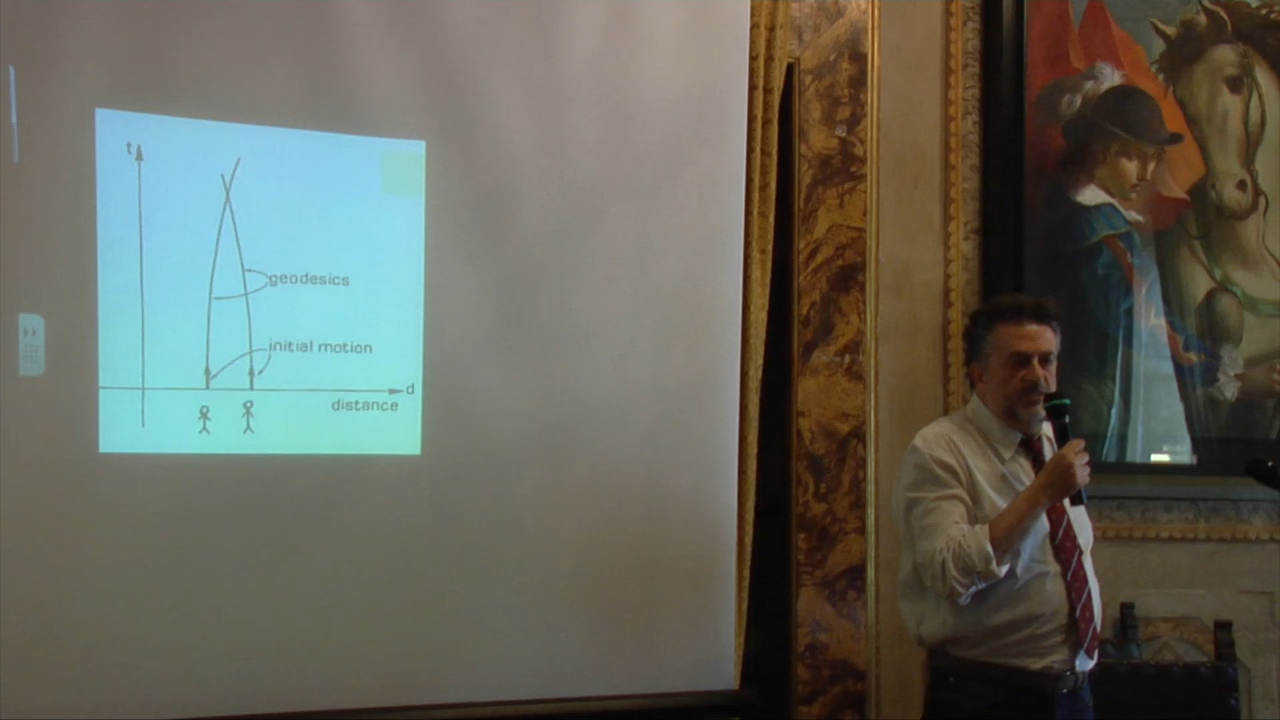 t
geodesics
initial motion
d
distance